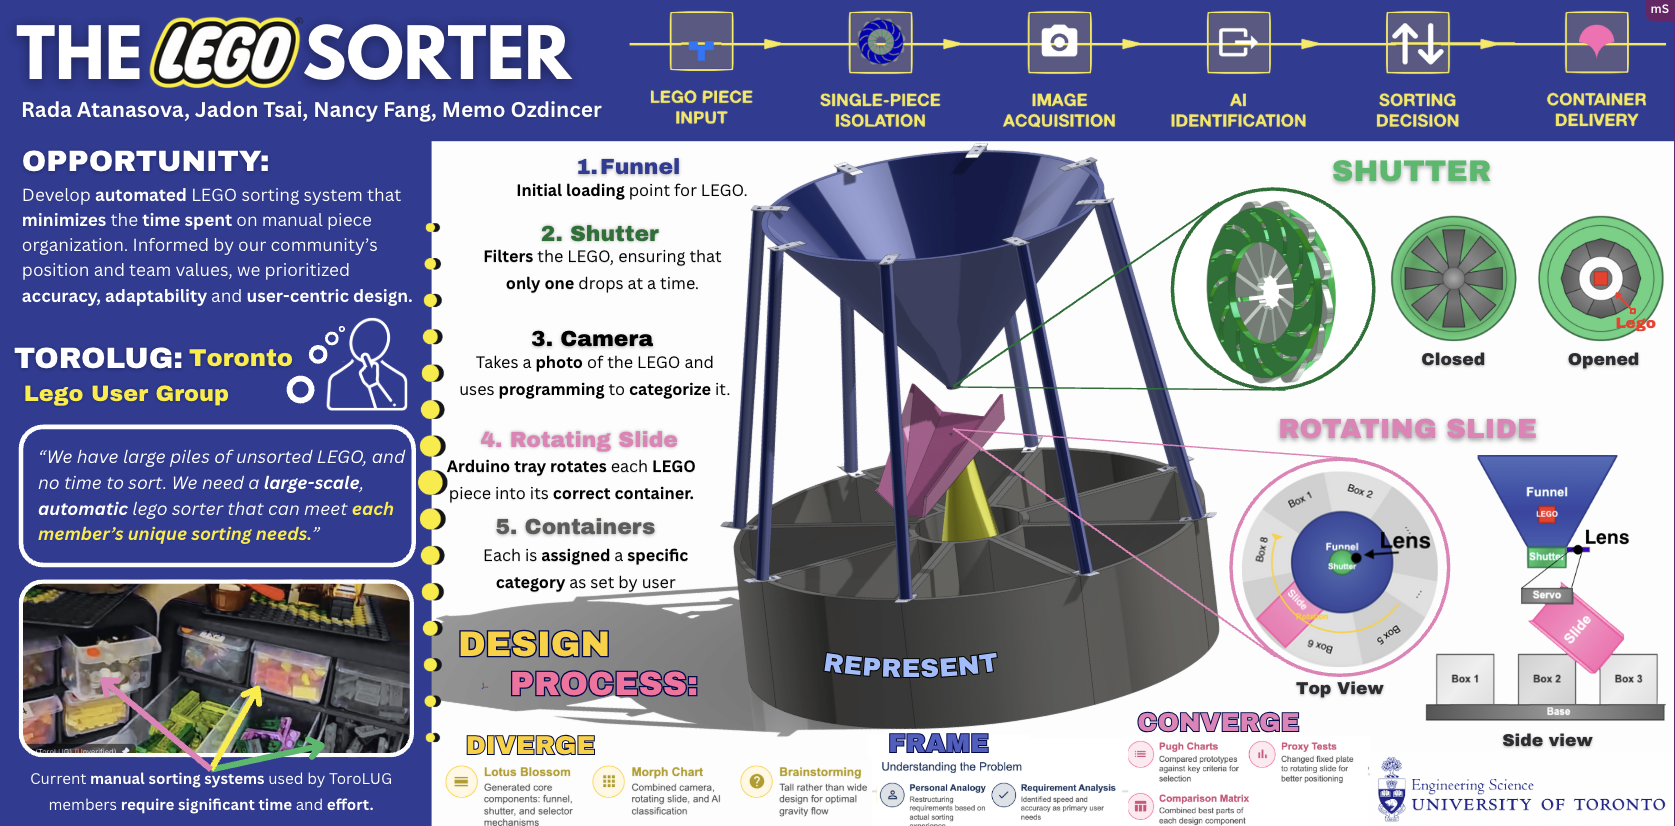 THE LEGO SORTER
Rada Atanasova, Jadon Tsai, Nancy Fang, Memo Ozdincer
mS
LEGO PIECE
INPUT
SINGLE-PIECE
ISOLATION
IMAGE
ACQUISITION
AI
IDENTIFICATION
SORTING
DECISION
CONTAINER
DELIVERY
OPPORTUNITY:
Develop automated LEGO sorting system that
minimizes the time spent on manual piece
organization. Informed by our community's
position and team values, we prioritized
accuracy, adaptability and user-centric design.
TOROLUG: Toronto
Lego User Group
“We have large piles of unsorted LEGO, and
no time to sort. We need a large-scale,
automatic lego sorter that can meet each
member's unique sorting needs.”
(ToroLUG) (Unverified)
Current manual sorting systems used by ToroLUG
members require significant time and effort.
1. Funnel
Initial loading point for LEGO.
2. Shutter
Filters the LEGO, ensuring that
only one drops at a time.
3. Camera
Takes a photo of the LEGO and
uses programming to categorize it.
4. Rotating Slide
Arduino tray rotates each LEGO
piece into its correct container.
5. Containers
Each is assigned a specific
category as set by user
SHUTTER
Lego
Closed
Opened
ROTATING SLIDE
Box 1
Box 2
...
Box 8
Funnel
Shutter
Lens
Slide
Rotation
...
Box 5
Box 6
Top View
Funnel
LEGO
Shutter
Lens
Servo
Slide
Box 1
Box 2
Box 3
Base
Side view
DESIGN
PROCESS:
REPRESENT
DIVERGE
Lotus Blossom
Generated core
components: funnel,
shutter, and selector
mechanisms
Morph Chart
Combined camera,
rotating slide, and AI
classification
Brainstorming
Tall rather than wide
design for optimal
gravity flow
FRAME
Understanding the Problem
Personal Analogy
Restructuring
requirements based on
actual sorting
experience
Requirement Analysis
Identified speed and
accuracy as primary user
needs
CONVERGE
Pugh Charts
Compared prototypes
against key criteria for
selection
Proxy Tests
Changed fixed plate
to rotating slide for
better positioning
Comparison Matrix
Combined best parts of
each design component
Engineering Science
UNIVERSITY OF TORONTO